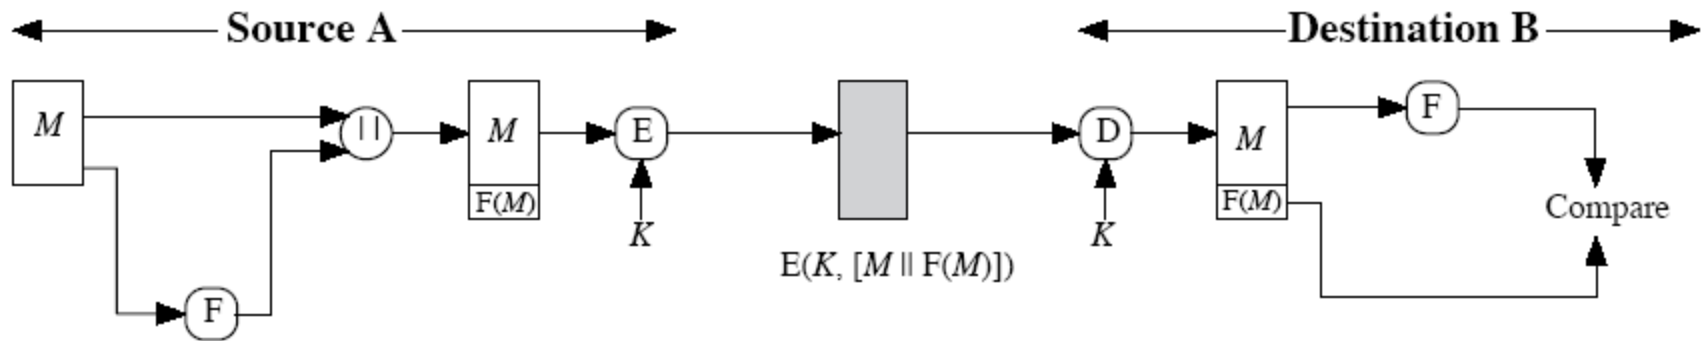 Source A
Destination B
M
||
M
F(M)
E
K
F
E(K, [M || F(M)])
D
K
M
F(M)
F
Compare